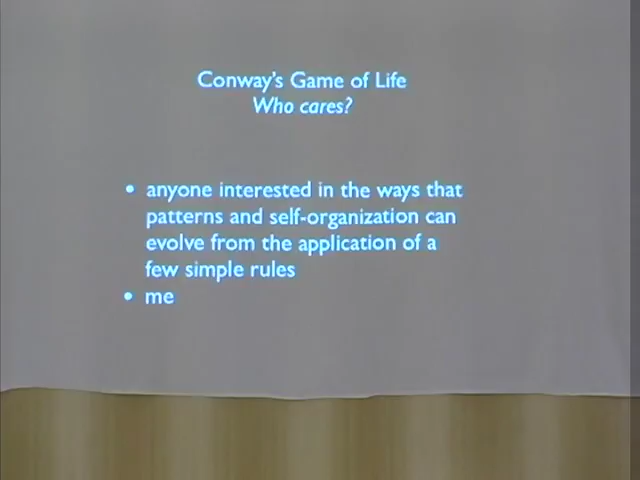 Conway's Game of Life
Who cares?
• anyone interested in the ways that
patterns and self-organization can
evolve from the application of a
few simple rules
• me